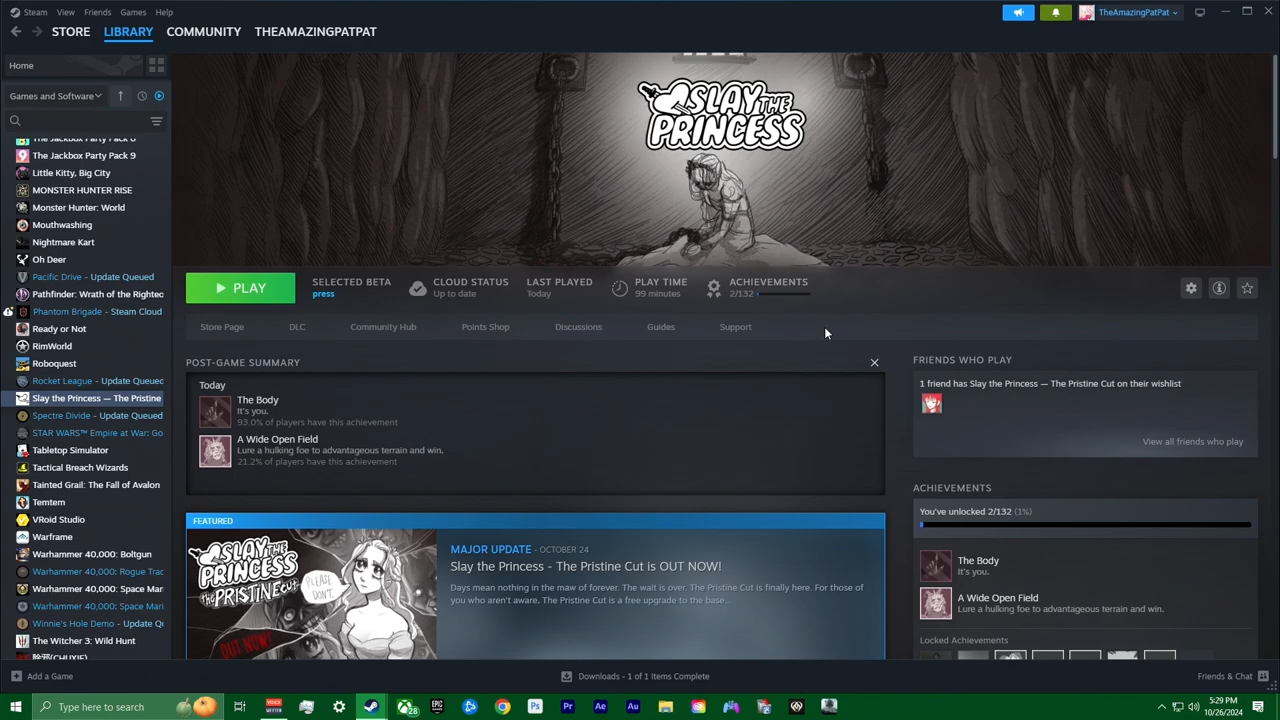 Steam View Friends Games Help
TheAmazingPatPat
STORE LIBRARY COMMUNITY THEAMAZINGPATPAT
Home
Games and Software
The Jackbox Party Pack 8
The Jackbox Party Pack 9
Little Kitty, Big City
MONSTER HUNTER RISE
Monster Hunter: World
Mouthwashing
Nightmare Kart
Oh Deer
Pacific Drive - Update Queued
Pathfinder: Wrath of the Righteo
Phantom Brigade - Steam Cloud
Ready or Not
RimWorld
Roboquest
Rocket League - Update Queued
Slay the Princess — The Pristine
Spectre Divide - Update Queued
STAR WARS™ Empire at War: Go
Tabletop Simulator
Tactical Breach Wizards
Tainted Grail: The Fall of Avalon
Temtem
VRoid Studio
Warframe
Warhammer 40,000: Boltgun
Warhammer 40,000: Rogue Trac
Warhammer 40,000: Space Mari
Warhammer 40,000: Space Mari
Winnie's Hole Demo - Update Qu
The Witcher 3: Wild Hunt
SLAY THE
PRINCESS
PLAY
SELECTED BETA
press
CLOUD STATUS
Up to date
LAST PLAYED
Today
PLAY TIME
99 minutes
ACHIEVEMENTS
2/132
Store Page DLC Community Hub Points Shop Discussions Guides Support
POST-GAME SUMMARY
Today
The Body
It's you.
93.0% of players have this achievement
A Wide Open Field
Lure a hulking foe to advantageous terrain and win.
21.2% of players have this achievement
FEATURED
SLAY THE
PRINCESS
the PRISTINE cut
PLEASE
DON'T.
OUT NOW!
MAJOR UPDATE - OCTOBER 24
Slay the Princess - The Pristine Cut is OUT NOW!
Days mean nothing in the maw of forever. The wait is over. The Pristine Cut is finally here. For those of
you who aren't aware, The Pristine Cut is a free upgrade to the base...
FRIENDS WHO PLAY
1 friend has Slay the Princess — The Pristine Cut on their wishlist
View all friends who play
ACHIEVEMENTS
You've unlocked 2/132 (1%)
The Body
It's you.
A Wide Open Field
Lure a hulking foe to advantageous terrain and win.
Locked Achievements
Add a Game
Downloads - 1 of 1 Items Complete
Friends & Chat
Type here to search
28
5:29 PM
10/26/2024